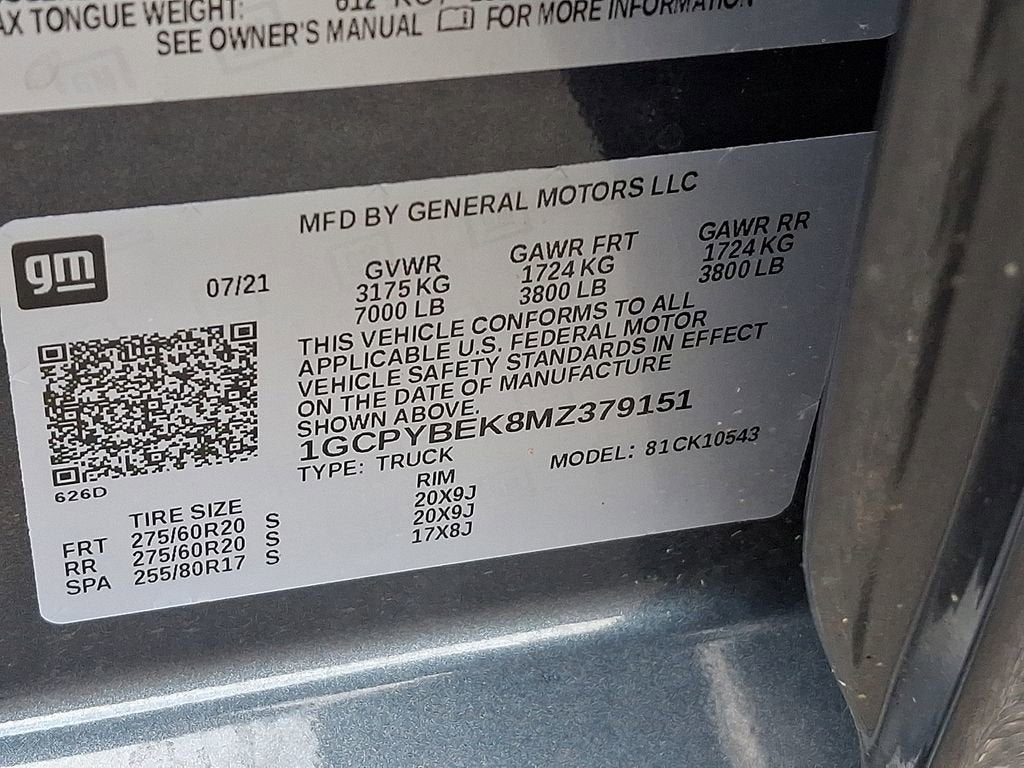 TONGUE WEIGHT:
SEE OWNER'S MANUAL FOR MORE INFORMATION
MFD BY GENERAL MOTORS LLC
gm
07/21
GVWR
3175 KG
7000 LB
GAWR FRT
1724 KG
3800 LB
GAWR RR
1724 KG
3800 LB
THIS VEHICLE CONFORMS TO ALL
APPLICABLE U.S. FEDERAL MOTOR
VEHICLE SAFETY STANDARDS IN EFFECT
ON THE DATE OF MANUFACTURE
SHOWN ABOVE.
1GCPYBEK8MZ379151
TYPE: TRUCK
MODEL: 81CK10543
626D
TIRE SIZE RIM
FRT 275/60R20 S 20X9J
RR 275/60R20 S 20X9J
SPA 255/80R17 S 17X8J